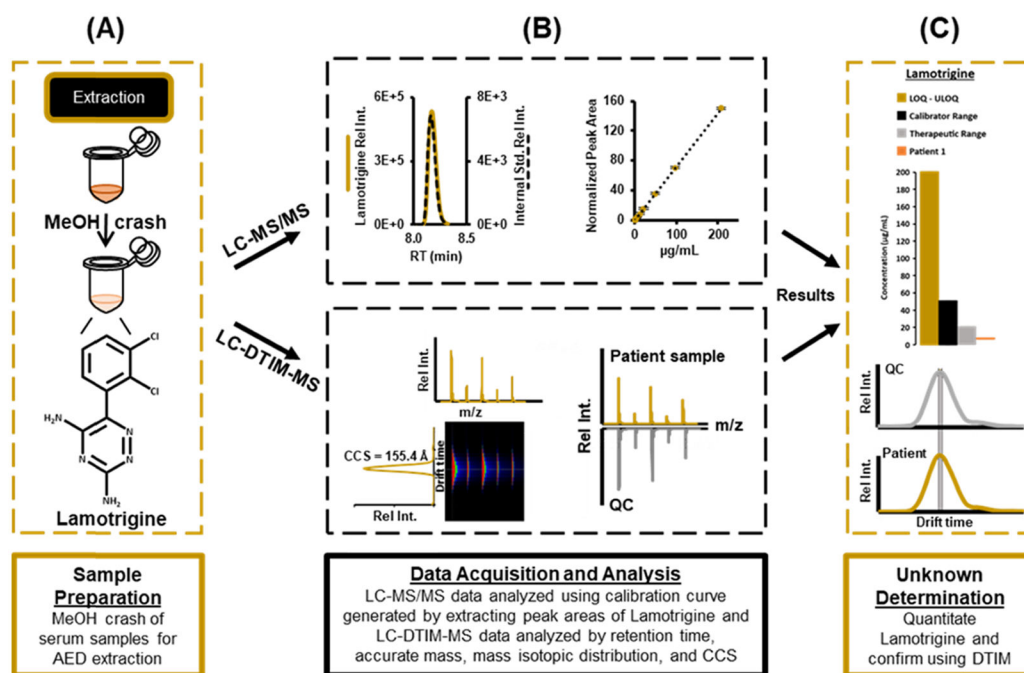 (A)
(B)
(C)
Extraction
MeOH crash
Cl
Cl
H₂N
N
N
N
NH₂
Lamotrigine
LC-MS/MS
LC-DTIM-MS
Lamotrigine Rel Int.
6E+5
3E+5
0E+0
8E+3
4E+3
0E+0
Internal Std. Rel Int.
8.0 8.5
RT (min)
Normalized Peak Area
160
120
80
40
0
0 50 100 150 200
µg/mL
Rel Int.
m/z
CCS = 155.4 Å
Drift time
Rel Int.
Patient sample
Rel Int.
m/z
QC
Results
Lamotrigine
LOQ - ULOQ
Calibrator Range
Therapeutic Range
Patient 1
Concentration (µg/mL)
200
180
160
140
120
100
80
60
40
20
0
QC
Rel Int.
Patient
Rel Int.
Drift time
Sample
Preparation
MeOH crash of
serum samples for
AED extraction
Data Acquisition and Analysis
LC-MS/MS data analyzed using calibration curve
generated by extracting peak areas of Lamotrigine and
LC-DTIM-MS data analyzed by retention time,
accurate mass, mass isotopic distribution, and CCS
Unknown
Determination
Quantitate
Lamotrigine and
confirm using DTIM